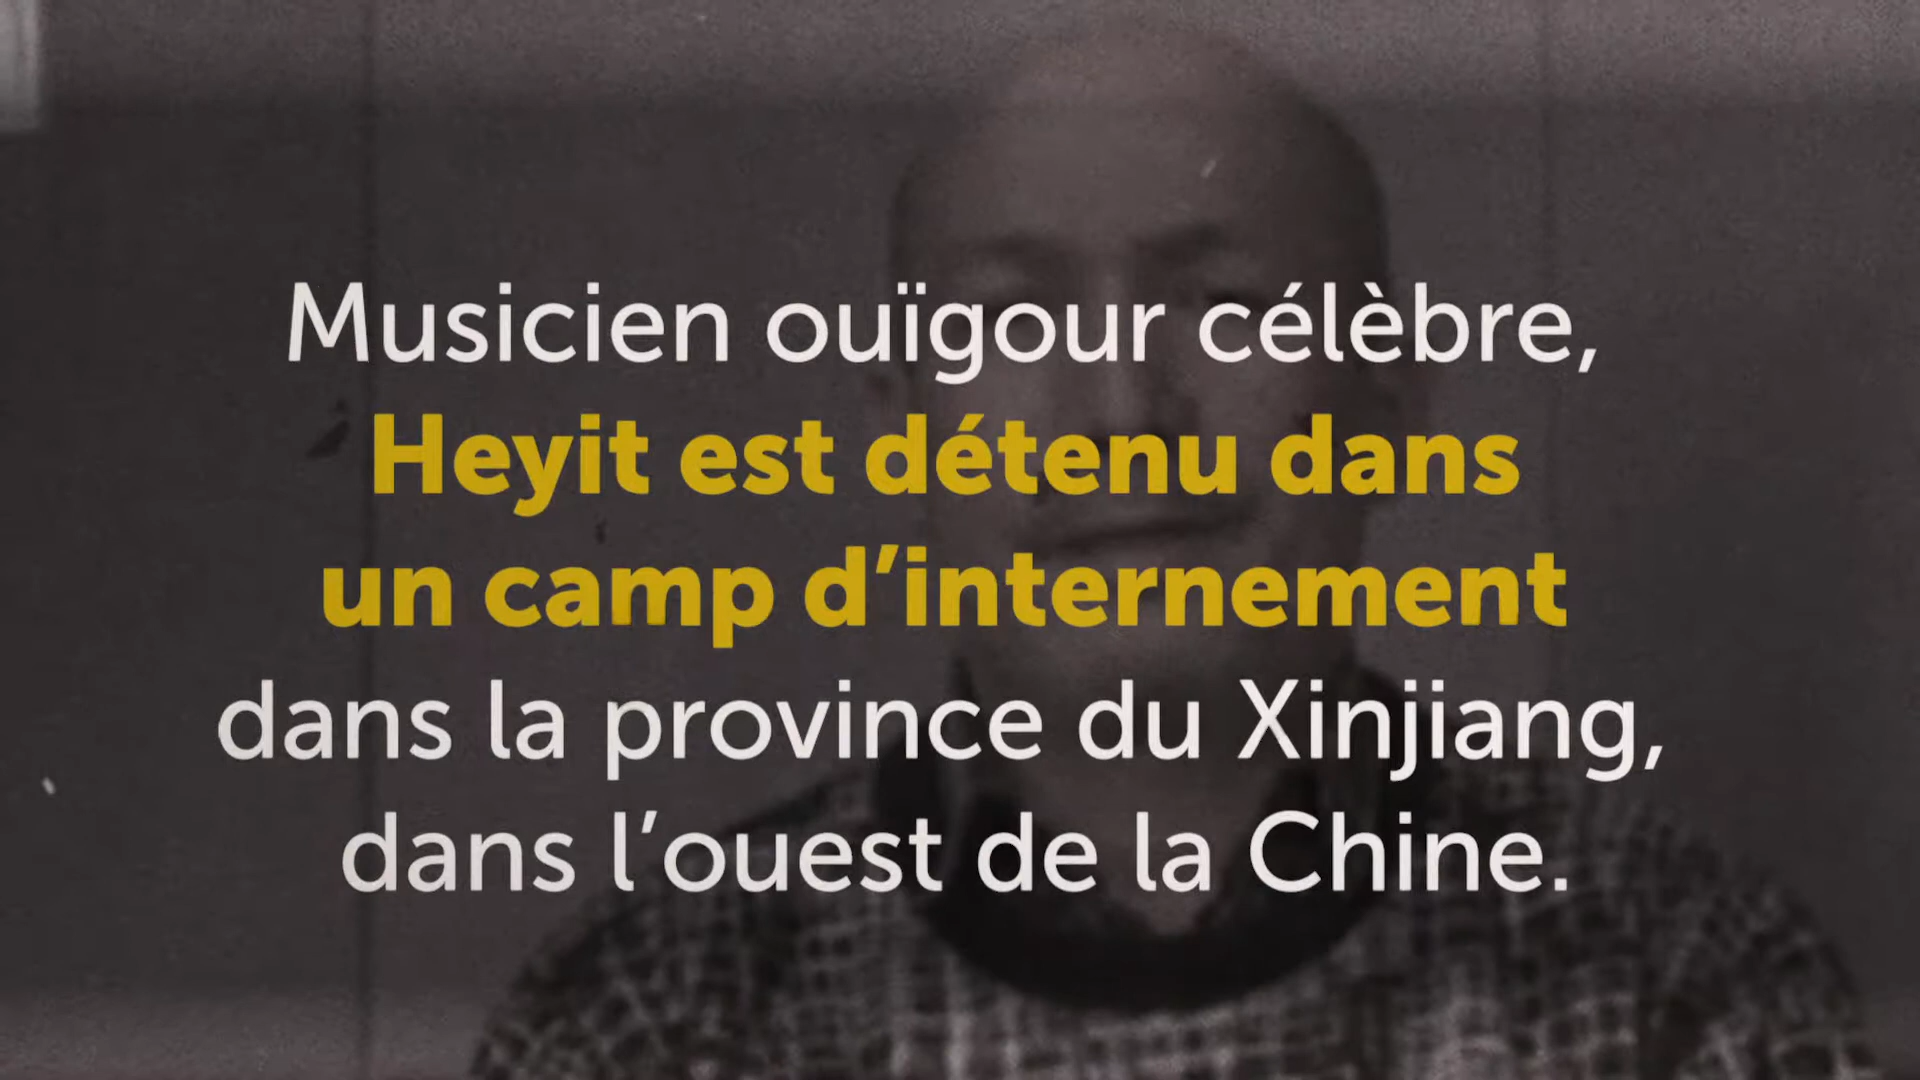 Musicien ouïgour célèbre,
Heyit est détenu dans
un camp d’internement
dans la province du Xinjiang,
dans l’ouest de la Chine.